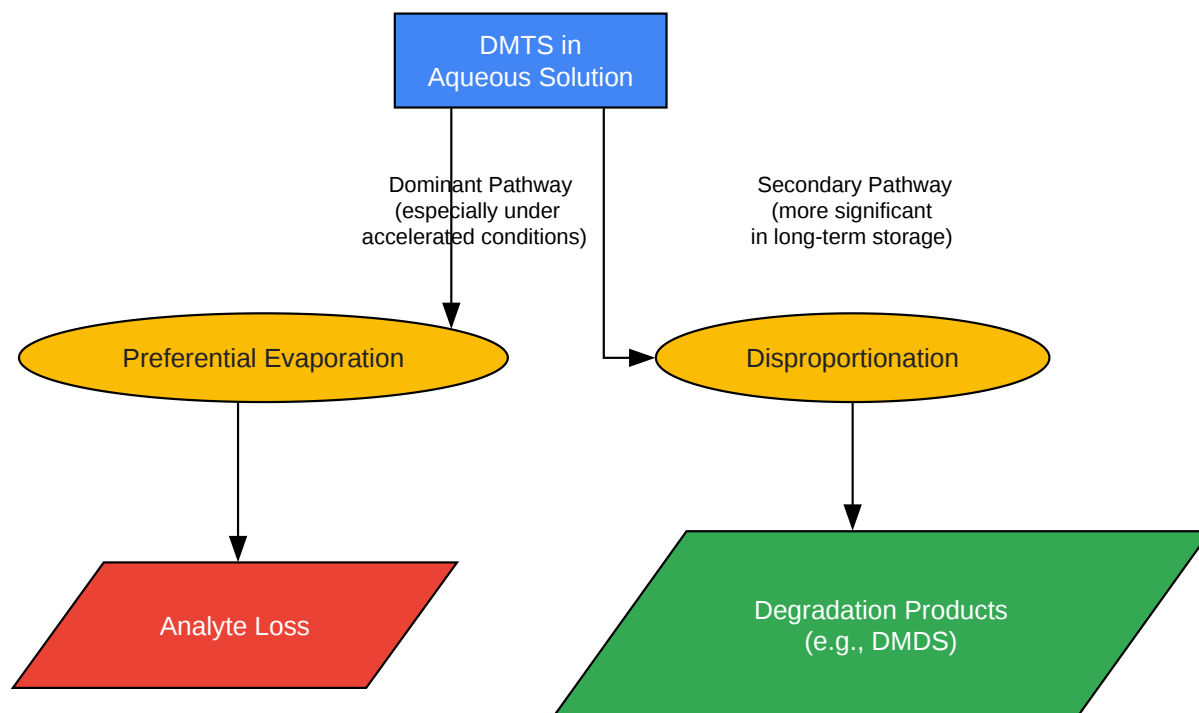 DMTS in
Aqueous Solution
Dominant Pathway
(especially under
accelerated conditions)
Secondary Pathway
(more significant
in long-term storage)
Preferential Evaporation
Disproportionation
Analyte Loss
Degradation Products
(e.g., DMDS)